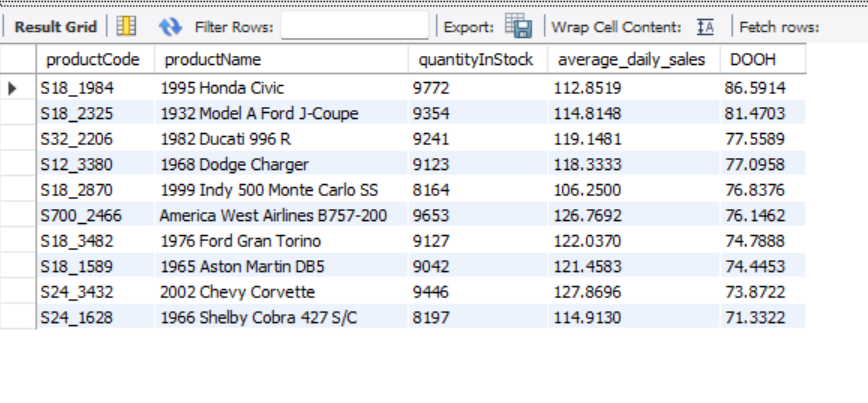 Result Grid Filter Rows: Export: Wrap Cell Content: Fetch rows:
productCode productName quantityInStock average_daily_sales DOOH
S18_1984 1995 Honda Civic 9772 112.8519 86.5914
S18_2325 1932 Model A Ford J-Coupe 9354 114.8148 81.4703
S32_2206 1982 Ducati 996 R 9241 119.1481 77.5589
S12_3380 1968 Dodge Charger 9123 118.3333 77.0958
S18_2870 1999 Indy 500 Monte Carlo SS 8164 106.2500 76.8376
S700_2466 America West Airlines B757-200 9653 126.7692 76.1462
S18_3482 1976 Ford Gran Torino 9127 122.0370 74.7888
S18_1589 1965 Aston Martin DB5 9042 121.4583 74.4453
S24_3432 2002 Chevy Corvette 9446 127.8696 73.8722
S24_1628 1966 Shelby Cobra 427 S/C 8197 114.9130 71.3322